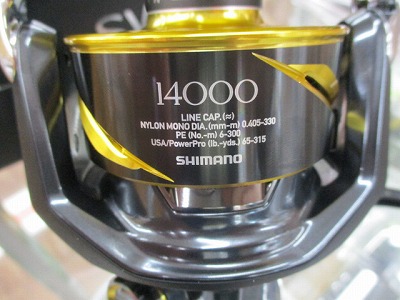 14000
LINE CAP.(≈)
NYLON MONO DIA.(mm-m) 0.405-330
PE (No.-m) 6-300
USA/PowerPro (lb.-yds.) 65-315
SHIMANO